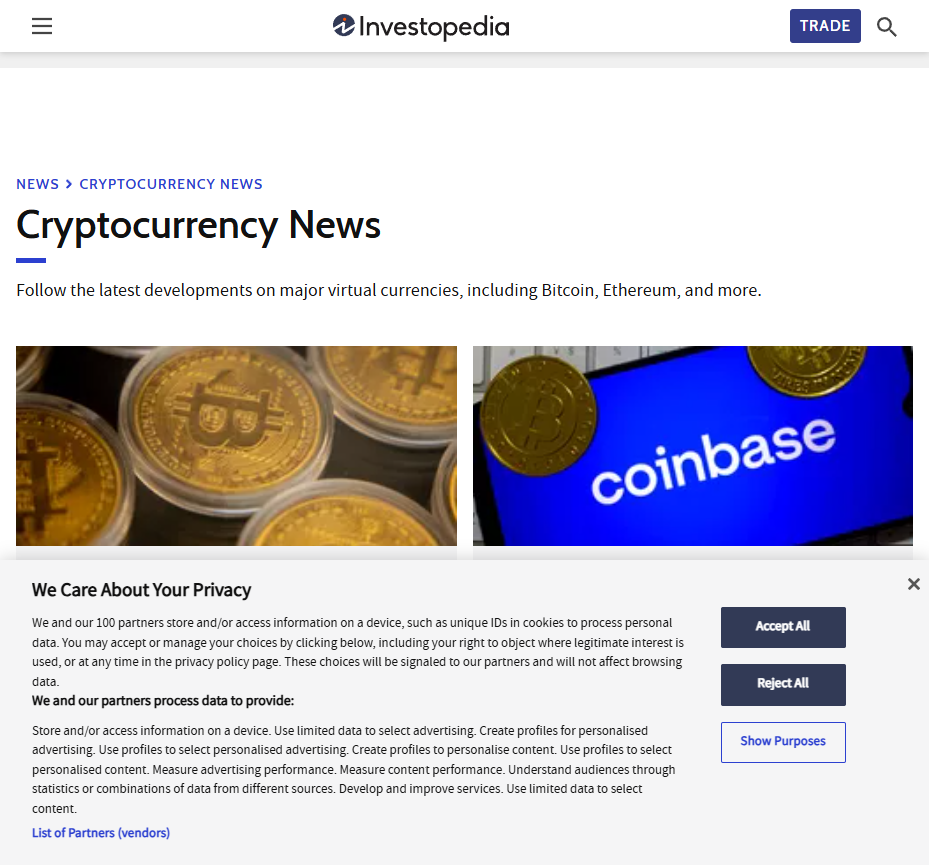 Investopedia
TRADE
NEWS > CRYPTOCURRENCY NEWS
Cryptocurrency News
Follow the latest developments on major virtual currencies, including Bitcoin, Ethereum, and more.
coinbase
We Care About Your Privacy
We and our 100 partners store and/or access information on a device, such as unique IDs in cookies to process personal
data. You may accept or manage your choices by clicking below, including your right to object where legitimate interest is
used, or at any time in the privacy policy page. These choices will be signaled to our partners and will not affect browsing
data.
We and our partners process data to provide:
Store and/or access information on a device. Use limited data to select advertising. Create profiles for personalised
advertising. Use profiles to select personalised advertising. Create profiles to personalise content. Use profiles to select
personalised content. Measure advertising performance. Measure content performance. Understand audiences through
statistics or combinations of data from different sources. Develop and improve services. Use limited data to select
content.
List of Partners (vendors)
Accept All
Reject All
Show Purposes